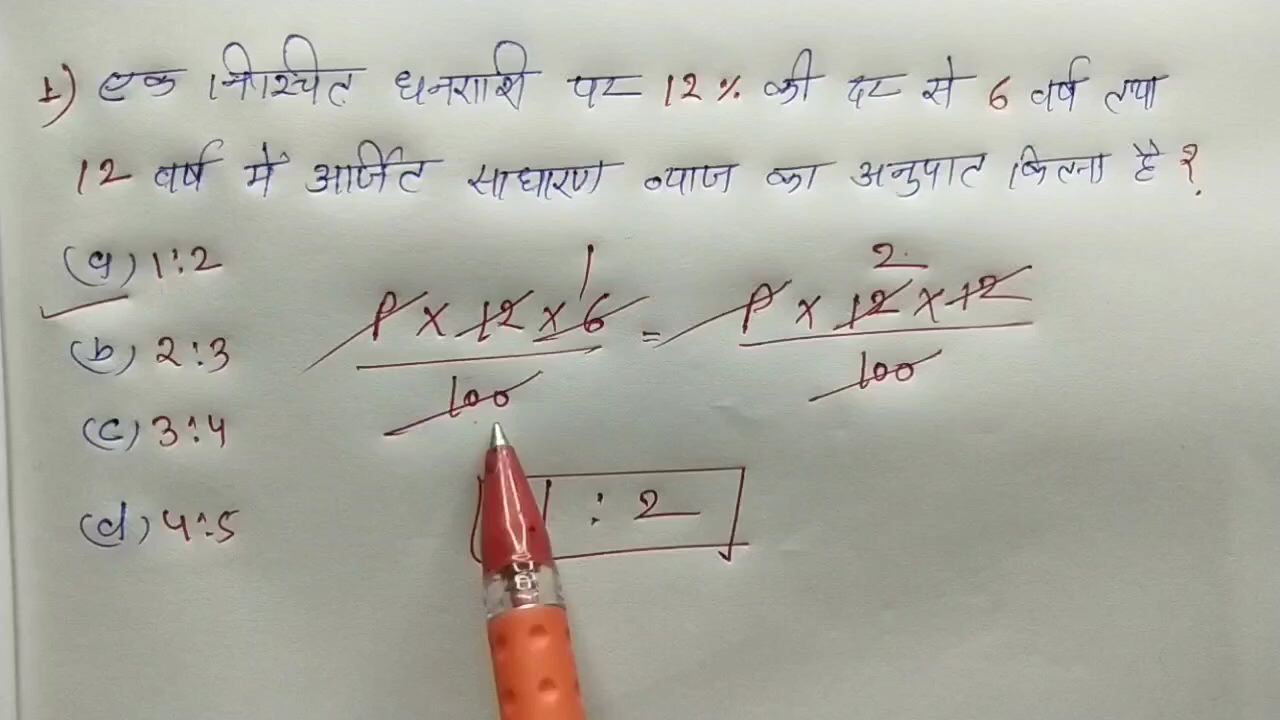 1) एक निश्चित धनराशि पर 12% की दर से 6 वर्ष तथा
12 वर्ष में आर्जित साधारण ब्याज का अनुपात कितना है ?
(a) 1:2
(b) 2:3
(c) 3:4
(d) 4:5
1 2
P x 12 x 6 = P x 12 x 12
100 100
1 : 2